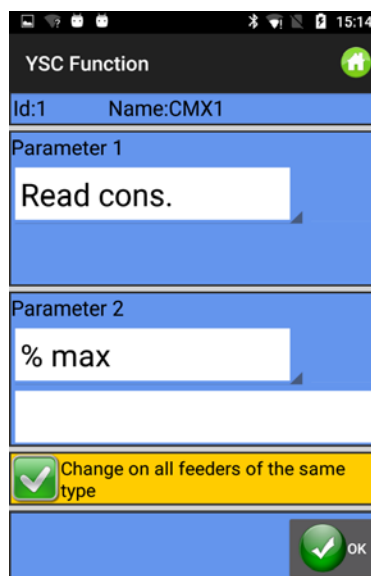 15:14
YSC Function
Id:1 Name:CMX1
Parameter 1
Read cons.
Parameter 2
% max
Change on all feeders of the same
type
OK